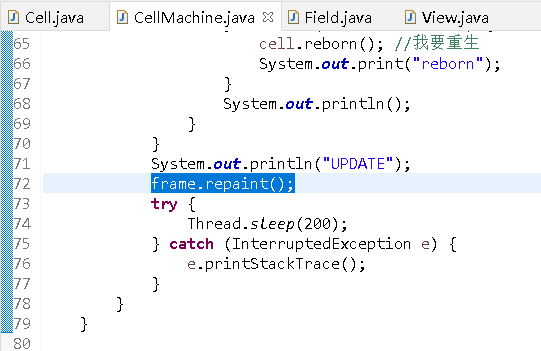 Cell.java CellMachine.java Field.java View.java
65 cell.reborn(); //我要重生
66 System.out.print("reborn");
67 }
68 System.out.println();
69 }
70 }
71 System.out.println("UPDATE");
72 frame.repaint();
73 try {
74 Thread.sleep(200);
75 } catch (InterruptedException e) {
76 e.printStackTrace();
77 }
78 }
79 }
80